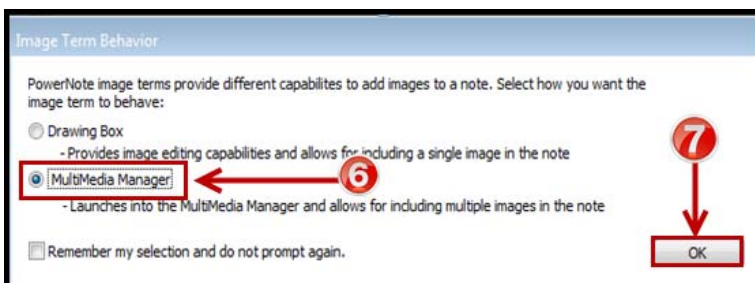 Image Term Behavior
PowerNote image terms provide different capabilites to add images to a note. Select how you want the
image term to behave:
Drawing Box
- Provides image editing capabilities and allows for including a single image in the note
MultiMedia Manager
6
- Launches into the MultiMedia Manager and allows for including multiple images in the note
7
Remember my selection and do not prompt again.
OK